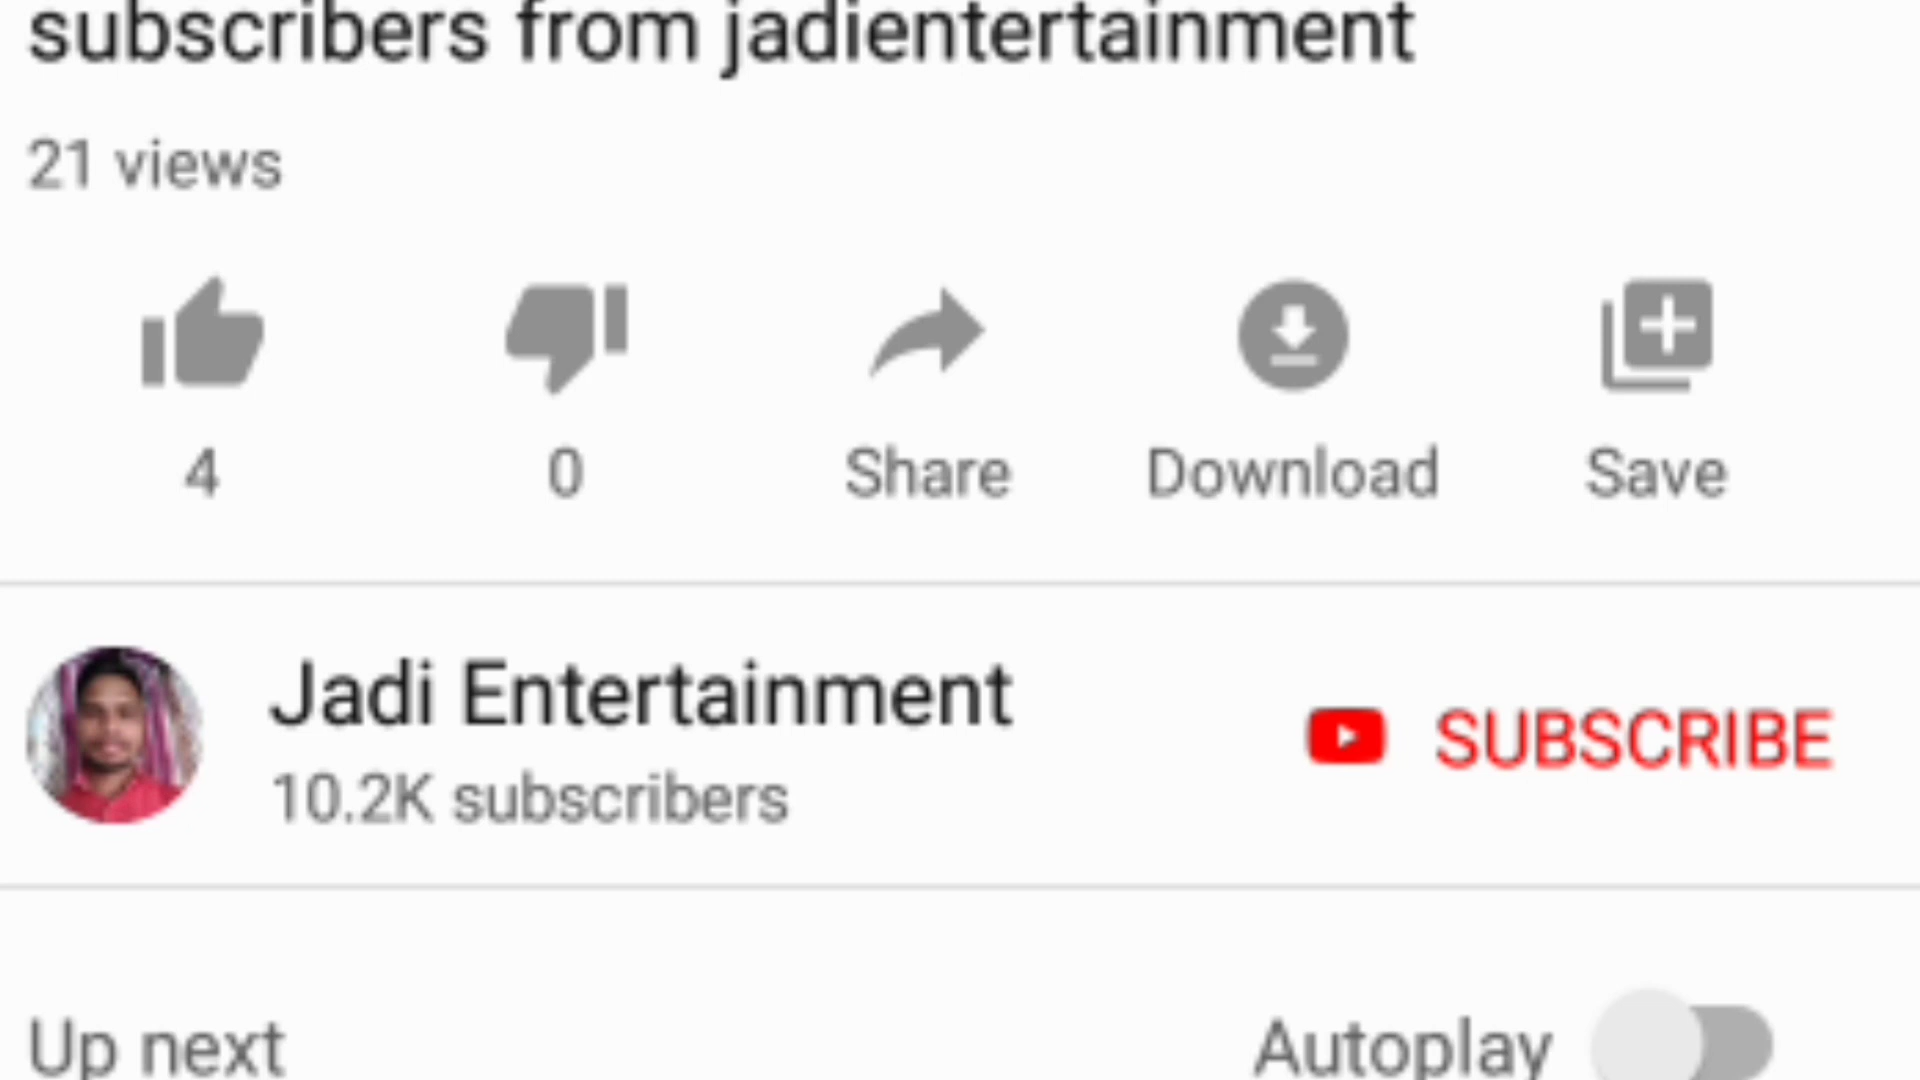 subscribers from jadientertainment
21 views
4 0 Share Download Save
Jadi Entertainment
10.2K subscribers
SUBSCRIBE
Up next Autoplay